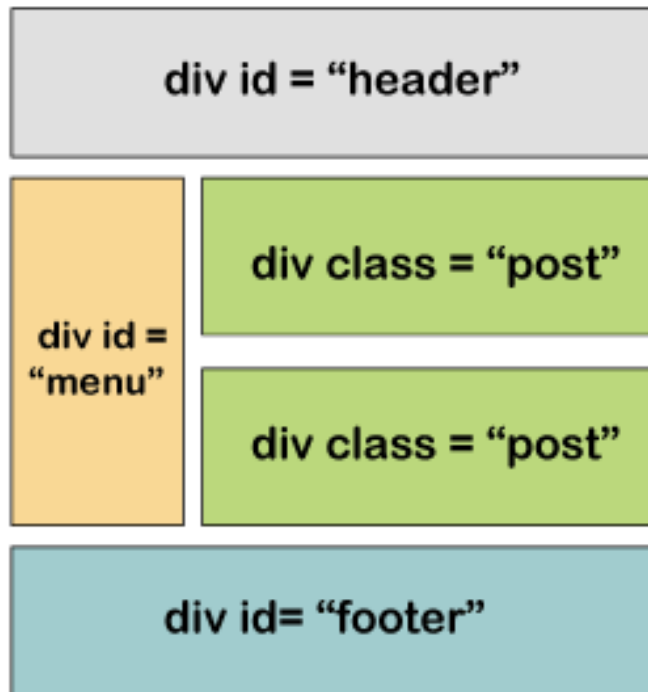 div id = “header”
div id =
“menu”
div class = “post”
div class = “post”
div id= “footer”